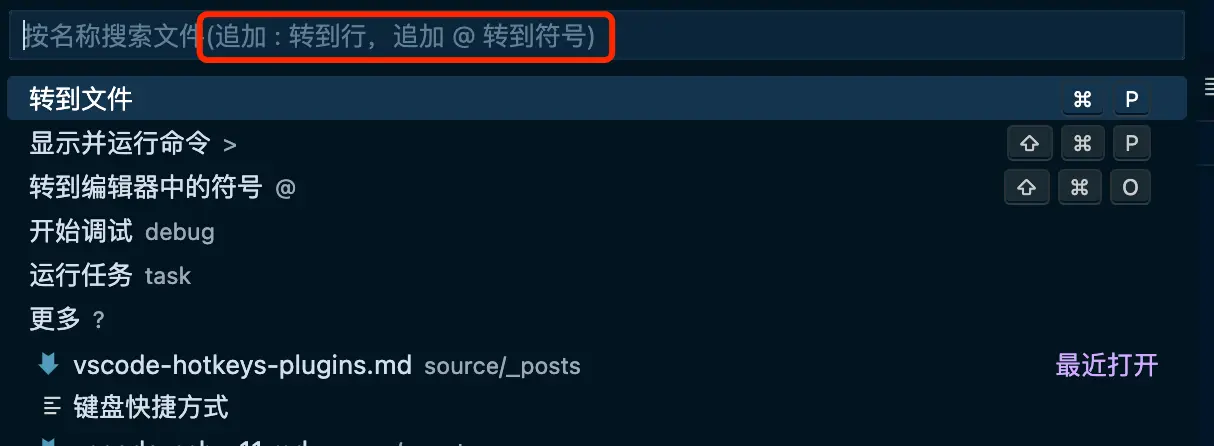 按名称搜索文件(追加 : 转到行，追加 @ 转到符号)
转到文件 ⌘ P
显示并运行命令 > ⇧ ⌘ P
转到编辑器中的符号 @ ⇧ ⌘ O
开始调试 debug
运行任务 task
更多 ?
vscode-hotkeys-plugins.md source/_posts 最近打开
键盘快捷方式